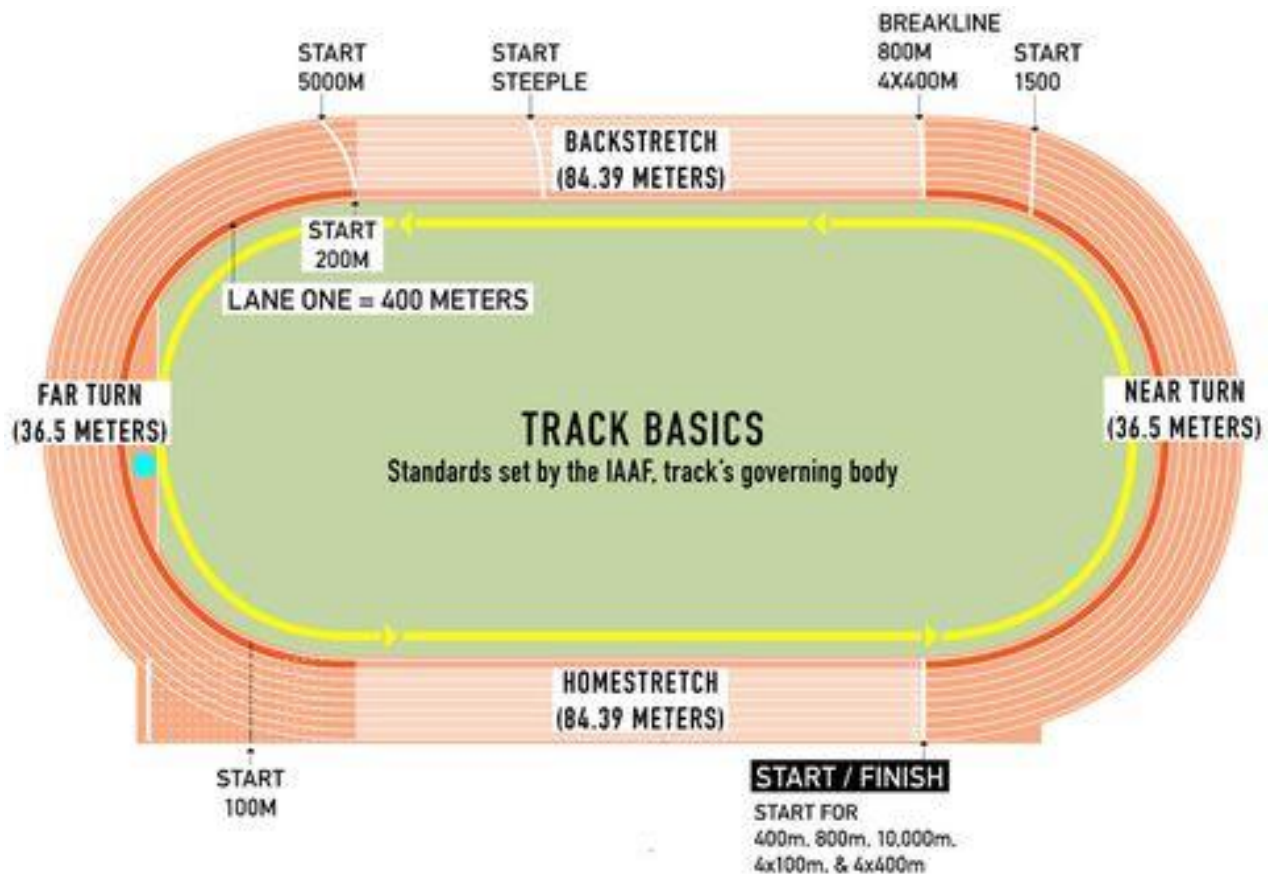 BREAKLINE
START
START
800M
START
5000M
STEEPLE
4X400M
1500
BACKSTRETCH
(84.39 METERS)
START
200M
LANE ONE = 400 METERS
FAR TURN
(36.5 METERS)
NEAR TURN
(36.5 METERS)
TRACK BASICS
Standards set by the IAAF, track's governing body
HOMESTRETCH
(84.39 METERS)
START
100M
START / FINISH
START FOR
400m, 800m, 10,000m,
4x100m, & 4x400m